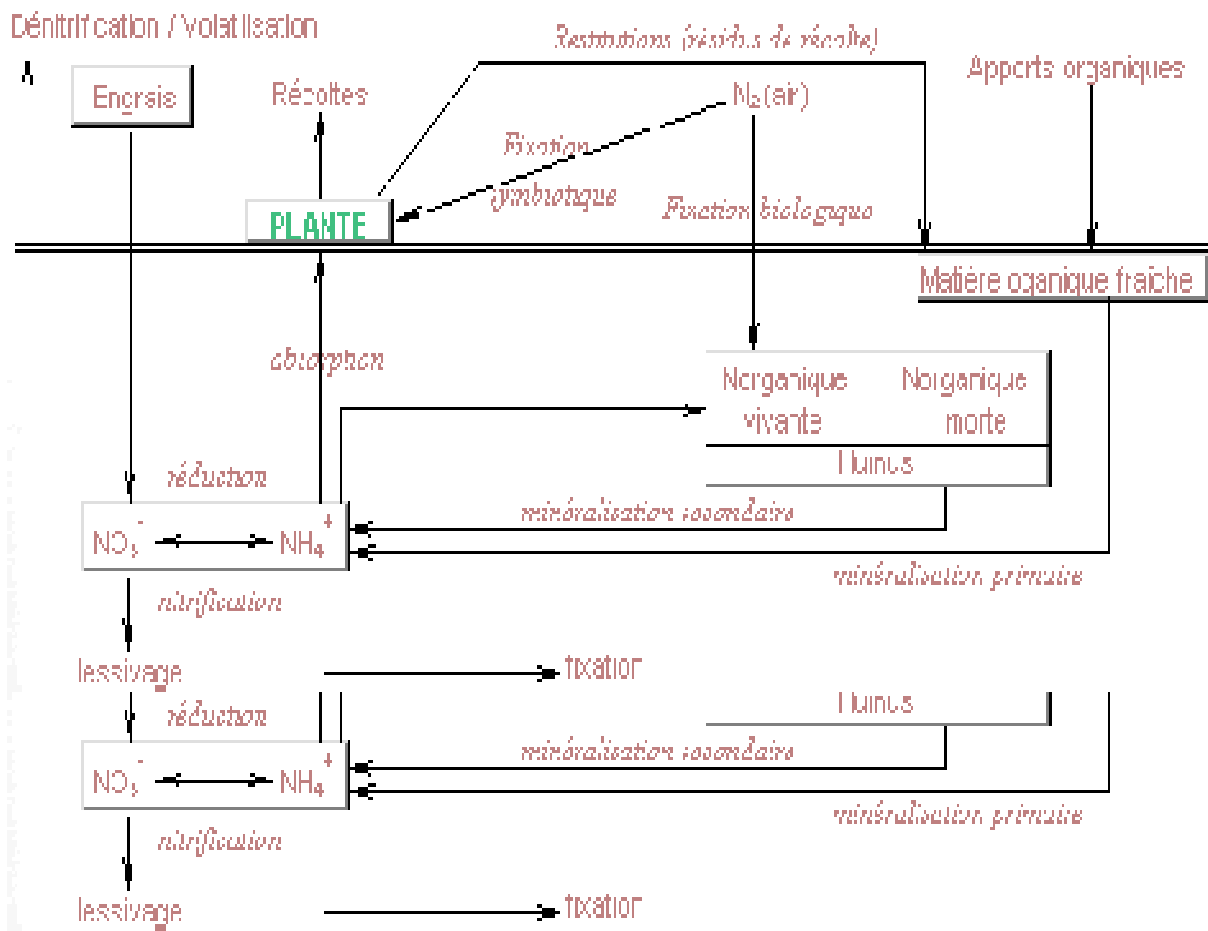 Dénitrification / Volatilisation
Restitutions (résidus de récolte)
Engrais
Récoltes
N2(air)
Apports organiques
Fixation
symbiotique
PLANTE
Fixation biologique
Matière oganique fraîche
absorption
N organique
vivante
N organique
morte
Humus
réduction
minéralisation secondaire
NO3-
NH4+
minéralisation primaire
nitrification
lessivage
fixation
Humus
réduction
minéralisation secondaire
NO3-
NH4+
minéralisation primaire
nitrification
lessivage
fixation